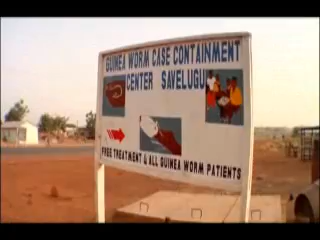 GUINEA WORM CASE CONTAINMENT
CENTER SAVELUGU
FREE TREATMENT & ALL GUINEA WORM PATIENTS